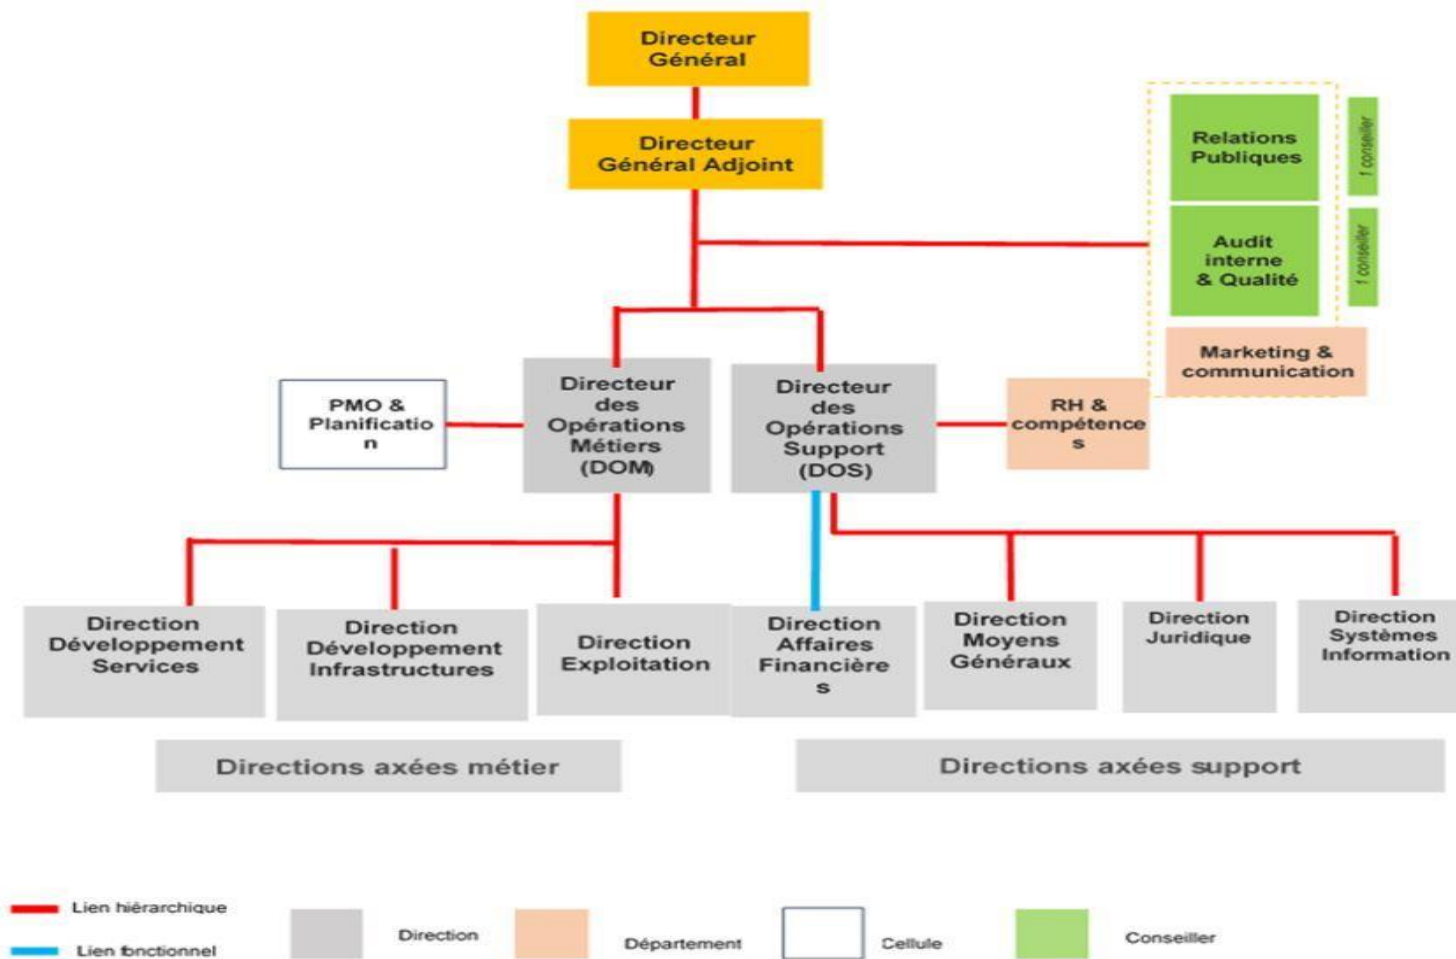 Directeur
Général
Directeur
Général Adjoint
Relations
Publiques
1 conseiller
Audit
interne
& Qualité
1 conseiller
Marketing &
communication
PMO &
Planificatio
n
Directeur
des
Opérations
Métiers
(DOM)
Directeur
des
Opérations
Support
(DOS)
RH &
compétence
s
Direction
Développement
Services
Direction
Développement
Infrastructures
Direction
Exploitation
Direction
Affaires
Financière
s
Direction
Moyens
Généraux
Direction
Juridique
Direction
Systèmes
Information
Directions axées métier
Directions axées support
Lien hiérarchique
Lien fonctionnel
Direction
Département
Cellule
Conseiller